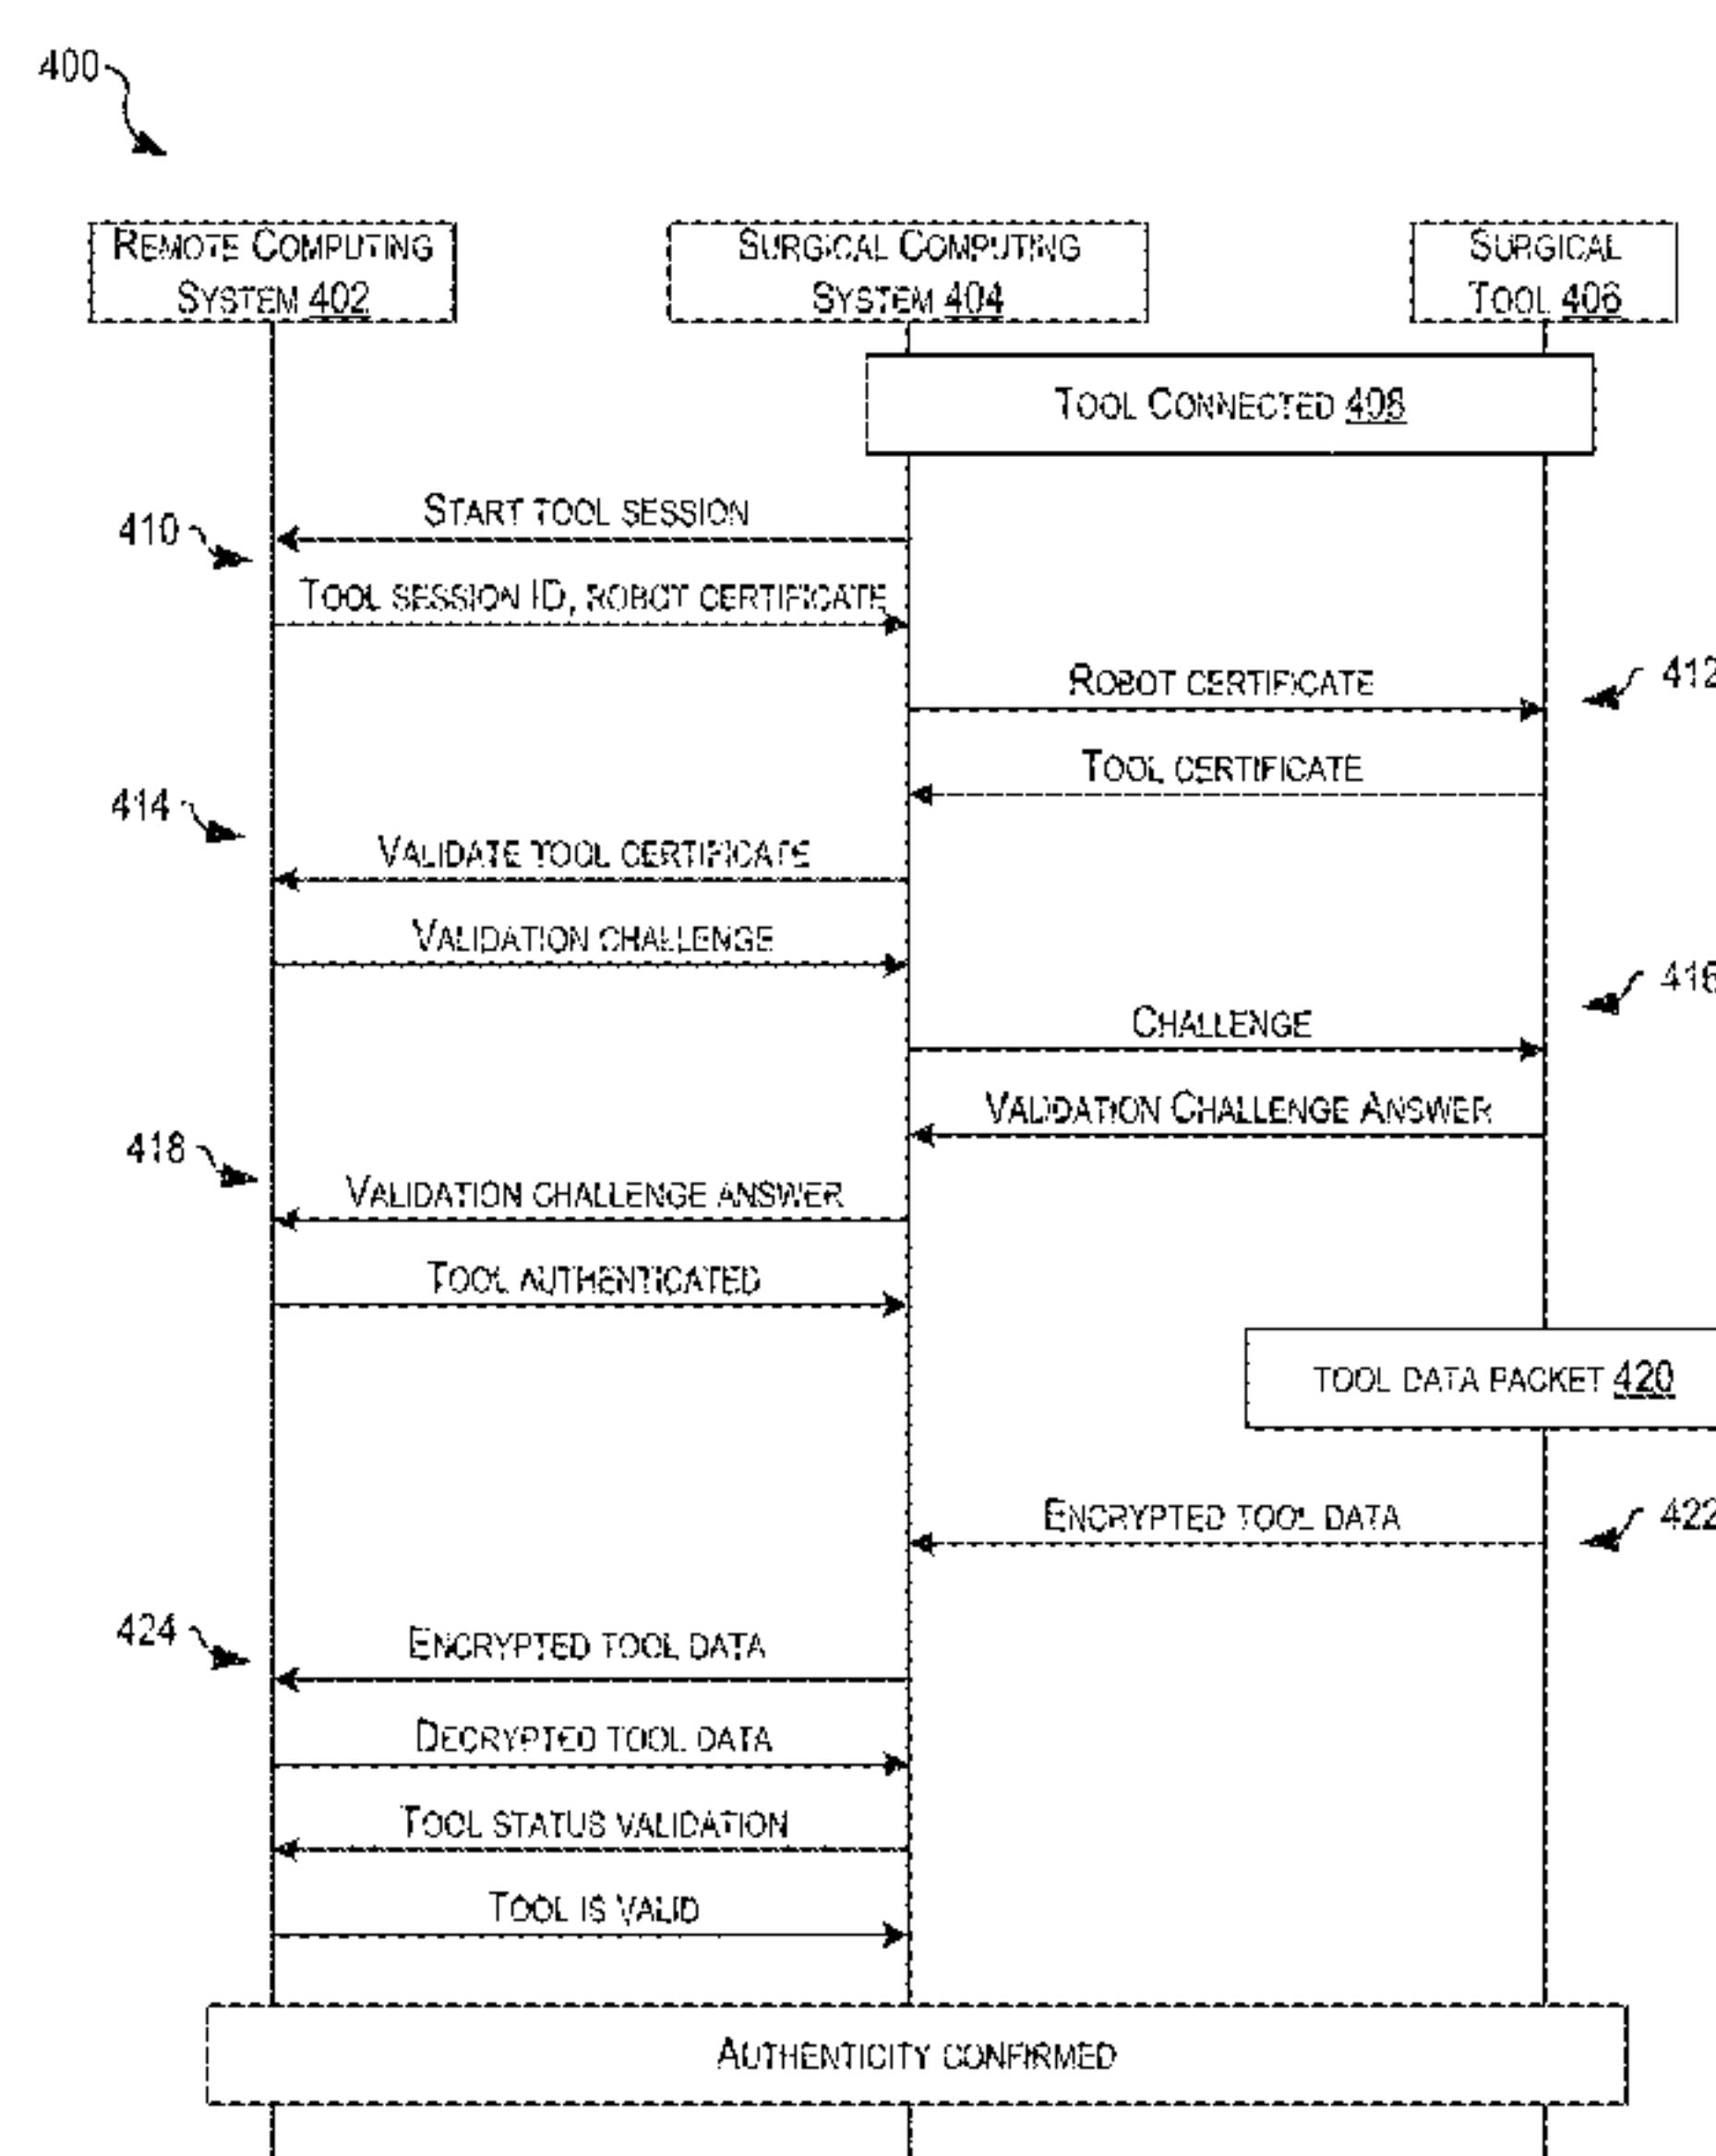 400
REMOTE COMPUTING
SYSTEM 402
SURGICAL COMPUTING
SYSTEM 404
SURGICAL
TOOL 406
TOOL CONNECTED 408
START TOOL SESSION
410
TOOL SESSION ID, ROBOT CERTIFICATE
ROBOT CERTIFICATE
412
TOOL CERTIFICATE
414
VALIDATE TOOL CERTIFICATE
VALIDATION CHALLENGE
416
CHALLENGE
VALIDATION CHALLENGE ANSWER
418
VALIDATION CHALLENGE ANSWER
TOOL AUTHENTICATED
TOOL DATA PACKET 420
ENCRYPTED TOOL DATA
422
424
ENCRYPTED TOOL DATA
DECRYPTED TOOL DATA
TOOL STATUS VALIDATION
TOOL IS VALID
AUTHENTICITY CONFIRMED